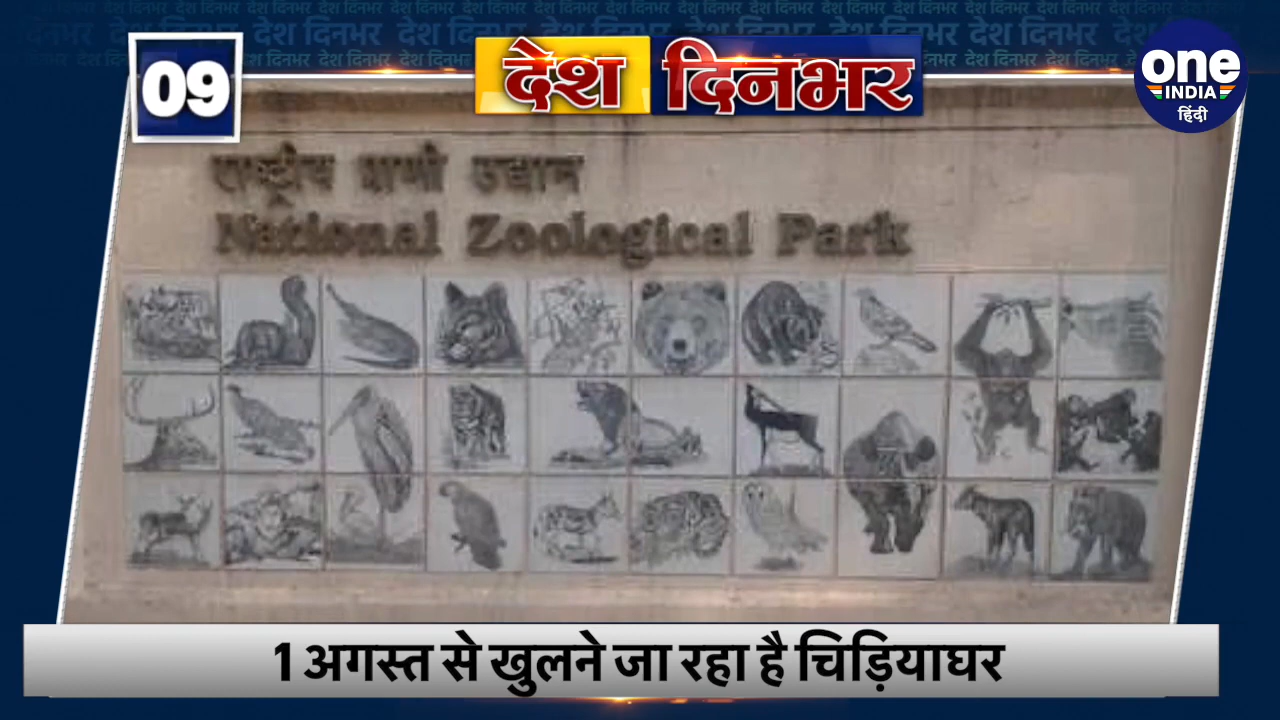 देश दिनभर
09
one
INDIA
हिंदी
राष्ट्रीय प्राणी उद्यान
National Zoological Park
1 अगस्त से खुलने जा रहा है चिड़ियाघर